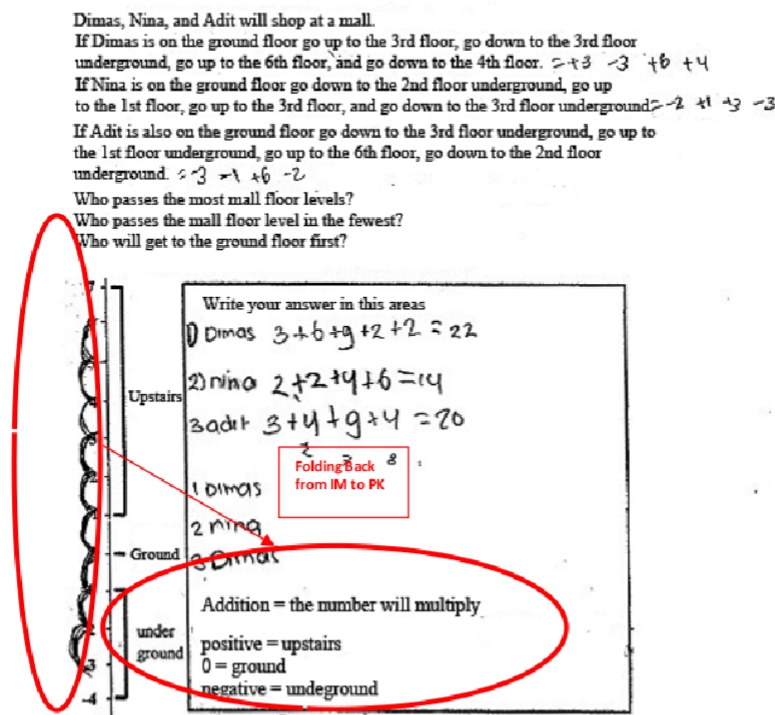 Dimas, Nina, and Adit will shop at a mall.
If Dimas is on the ground floor go up to the 3rd floor, go down to the 3rd floor
underground, go up to the 6th floor, and go down to the 4th floor. = +3 -3 +6 +4
If Nina is on the ground floor go down to the 2nd floor underground, go up
to the 1st floor, go up to the 3rd floor, and go down to the 3rd floor underground = -2 +1 +3 -3
If Adit is also on the ground floor go down to the 3rd floor underground, go up to
the 1st floor underground, go up to the 6th floor, go down to the 2nd floor
underground. = -3 -1 +6 -2
Who passes the most mall floor levels?
Who passes the mall floor level in the fewest?
Who will get to the ground floor first?
Write your answer in this areas
1) Dimas 3+6+9+2+2 = 22
2) nina 2+2+4+6 = 14
3 adit 3+4+9+4 = 20
2 8
Folding Back
from IM to PK
1 Dimas
2 nina
3 Dimas
Upstairs
Ground
under
ground
-3
-4
Addition = the number will multiply
positive = upstairs
0 = ground
negative = undeground